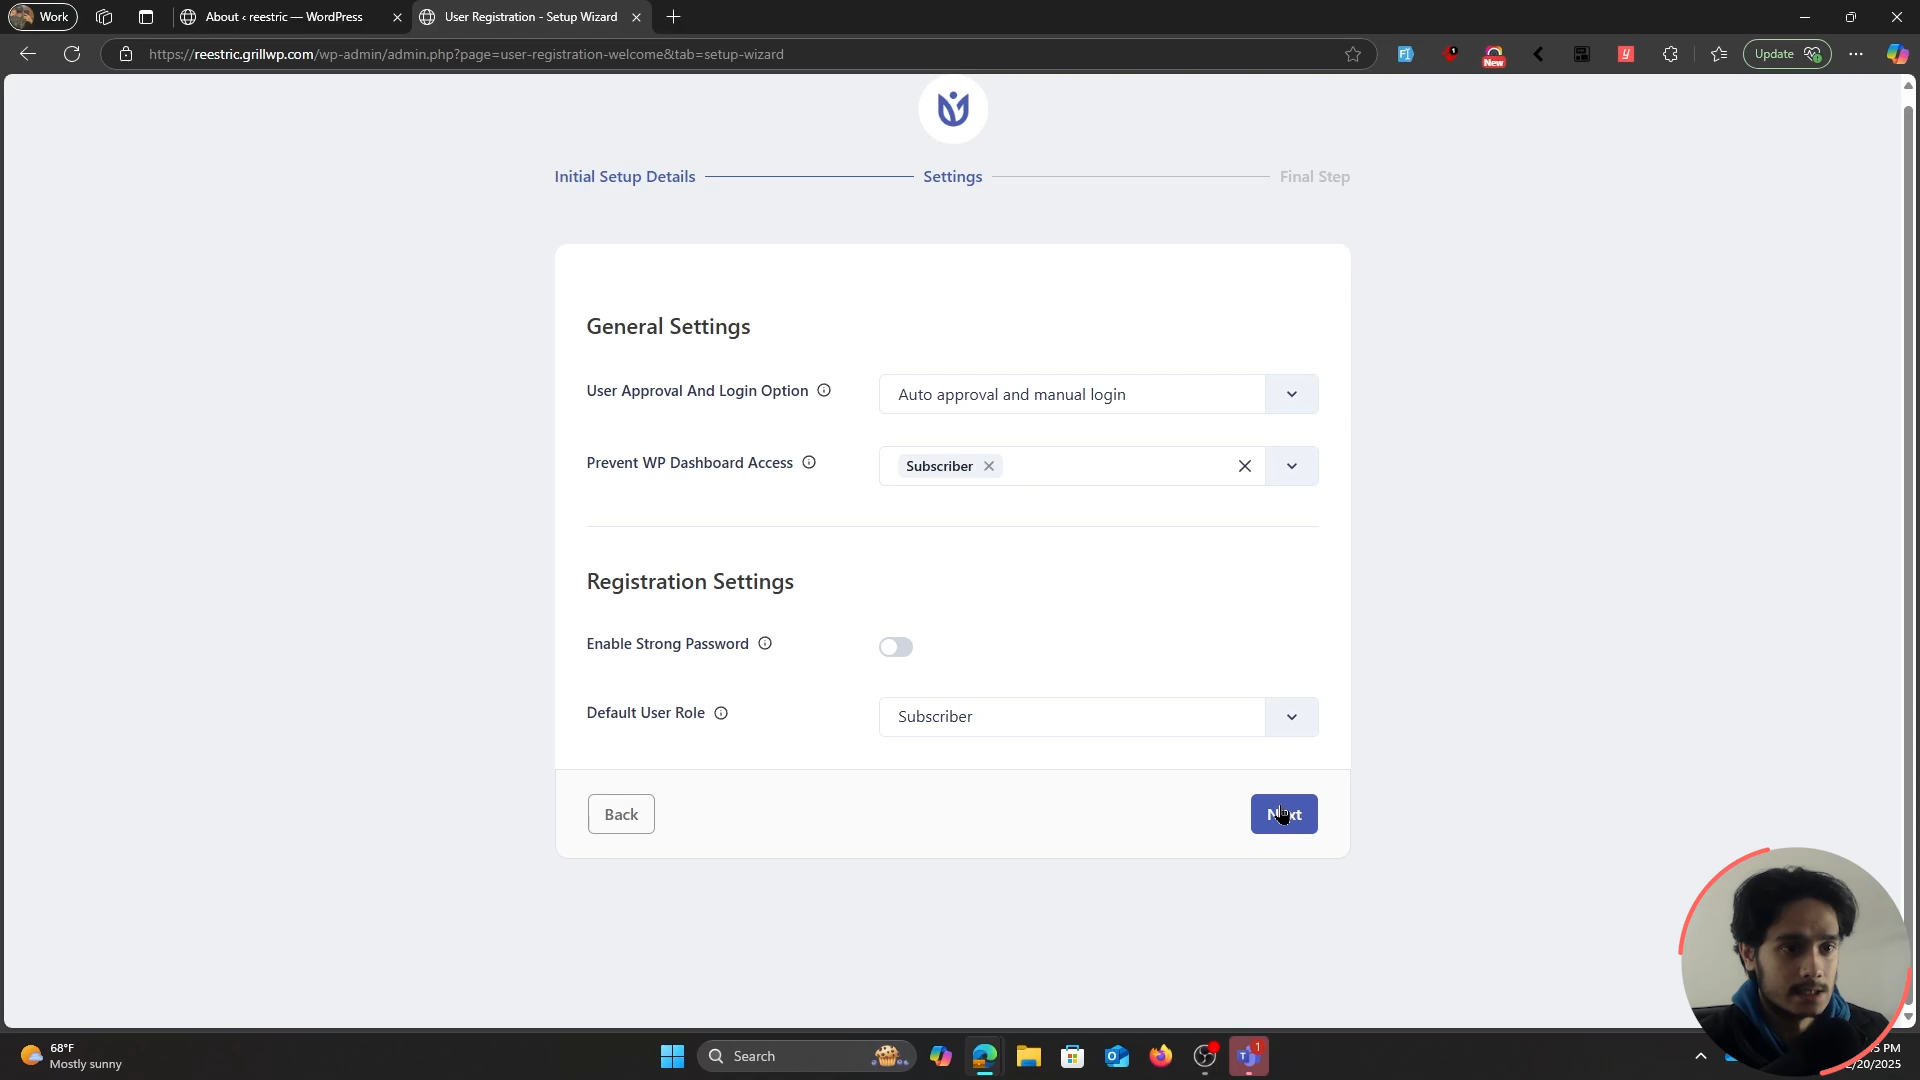 Work
About ‹ reestric — WordPress
User Registration - Setup Wizard
https://reestric.grillwp.com/wp-admin/admin.php?page=user-registration-welcome&tab=setup-wizard
New
1
Update
Initial Setup Details
Settings
Final Step
General Settings
User Approval And Login Option
Auto approval and manual login
Prevent WP Dashboard Access
Subscriber
Registration Settings
Enable Strong Password
Default User Role
Subscriber
Back
Next
68°F
Mostly sunny
Search
1
PM
/20/2025